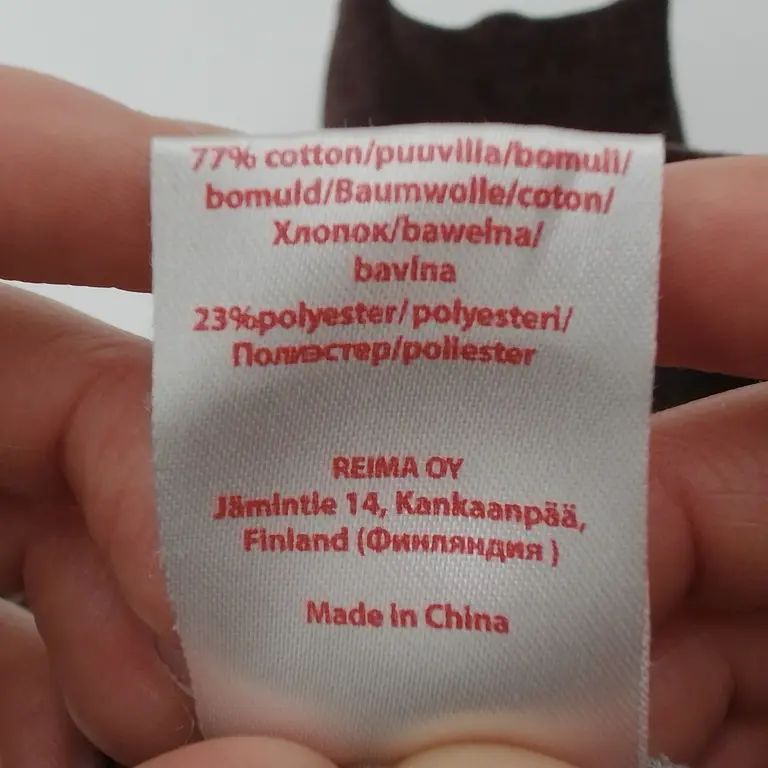 77% cotton/puuvilla/bomull/
bomuld/Baumwolle/coton/
Хлопок/bawełna/
bavlna
23%polyester/polyesteri/
Полиэстер/poliester
REIMA OY
Jämintie 14, Kankaanpää,
Finland (Финляндия )
Made in China